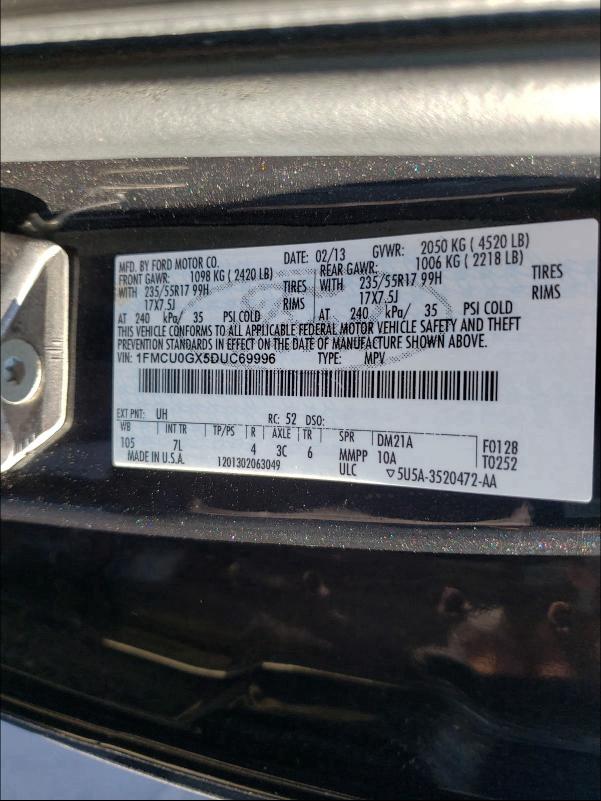 MFD. BY FORD MOTOR CO. DATE: 02/13 GVWR: 2050 KG ( 4520 LB)
FRONT GAWR: 1098 KG ( 2420 LB) REAR GAWR: 1006 KG ( 2218 LB)
WITH 235/55R17 99H TIRES WITH 235/55R17 99H TIRES
17X7.5J RIMS 17X7.5J RIMS
AT 240 kPa/ 35 PSI COLD AT 240 kPa/ 35 PSI COLD
THIS VEHICLE CONFORMS TO ALL APPLICABLE FEDERAL MOTOR VEHICLE SAFETY AND THEFT
PREVENTION STANDARDS IN EFFECT ON THE DATE OF MANUFACTURE SHOWN ABOVE.
VIN: 1FMCU0GX5DUC69996 TYPE: MPV
EXT PNT: UH RC: 52 DSO:
WB INT TR TP/PS R AXLE TR SPR DM21A F0128
105 7L 4 3C 6 MMPP 10A T0252
MADE IN U.S.A. 1201302063049 ULC ▽5U5A-3520472-AA